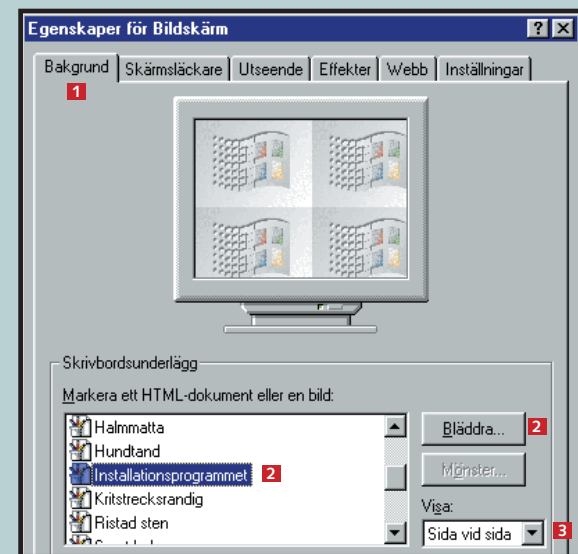 Egenskaper för Bildskärm
Bakgrund Skärmsläckare Utseende Effekter Webb Inställningar
1
Skrivbordsunderlägg
Markera ett HTML-dokument eller en bild:
Halmmatta
Hundtand
Installationsprogrammet 2
Kritstrecksrandig
Ristad sten
Bläddra... 2
Mönster...
Visa:
Sida vid sida 3